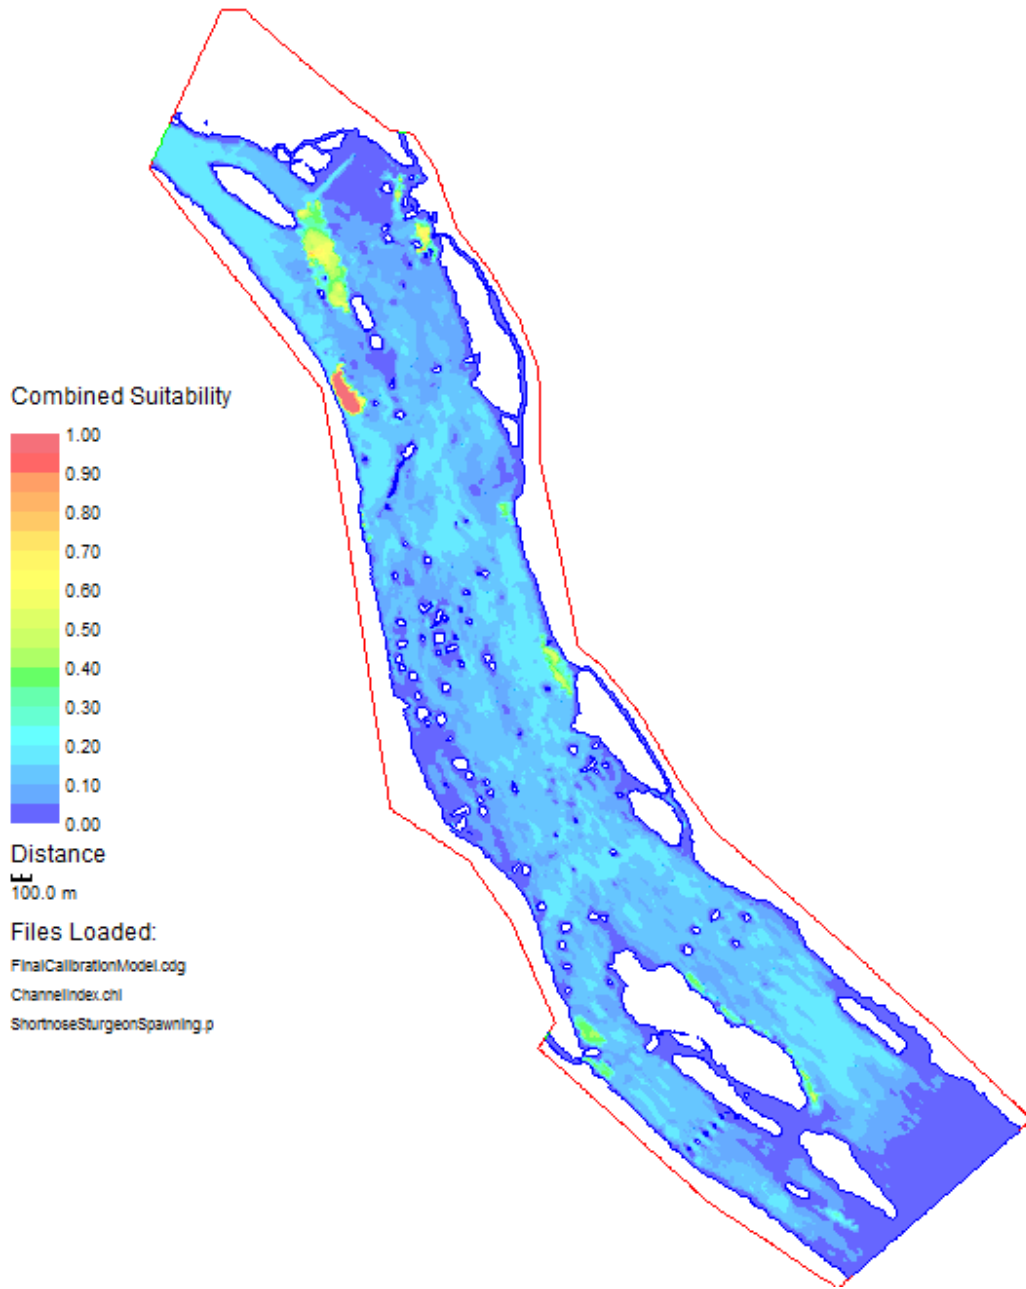 Combined Suitability
1.00
0.90
0.80
0.70
0.60
0.50
0.40
0.30
0.20
0.10
0.00
Distance
100.0 m
Files Loaded:
FinalCalibrationModel.cdg
ChannelIndex.chi
ShortnoseSturgeonSpawning.p